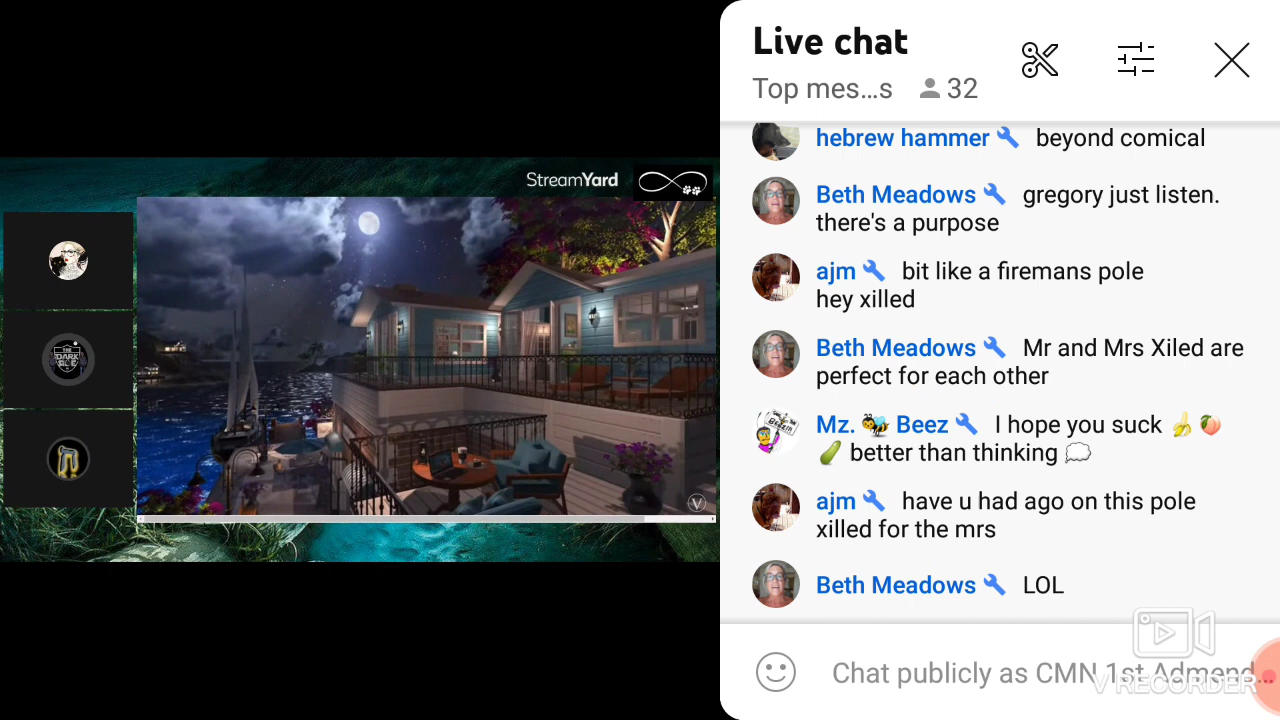 StreamYard
THE
DARK
SIDE
V
Live chat
Top mes...s 32
hebrew hammer beyond comical
Beth Meadows gregory just listen.
there's a purpose
ajm bit like a firemans pole
hey xilled
Beth Meadows Mr and Mrs Xiled are
perfect for each other
Mz. 🐝 Beez I hope you suck 🍌 🍑
🥒 better than thinking 💭
ajm have u had ago on this pole
xilled for the mrs
Beth Meadows LOL
Chat publicly as CMN 1st Admend...
V RECORDER